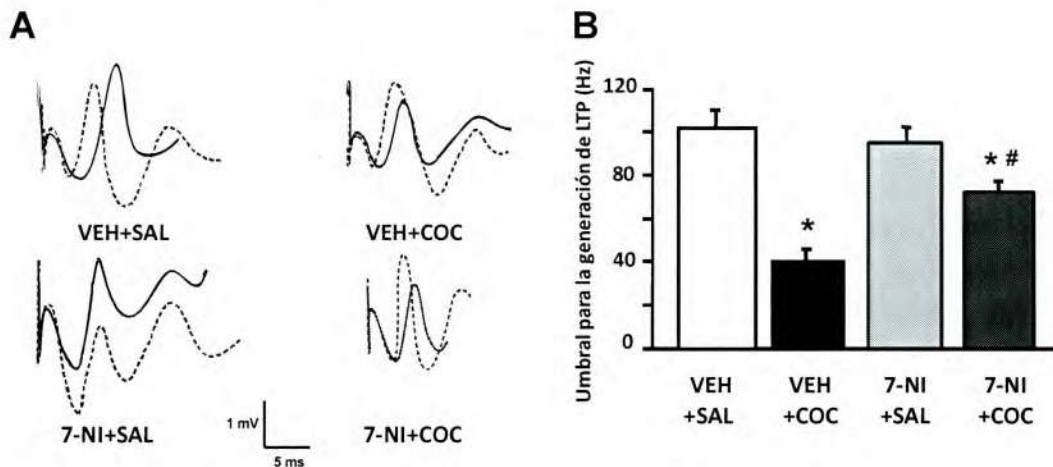 A
VEH+SAL
VEH+COC
7-NI+SAL
7-NI+COC
1 mV
5 ms
B
Umbral para la generación de LTP (Hz)
120
80
40
0
*
* #
VEH
+SAL
VEH
+COC
7-NI
+SAL
7-NI
+COC